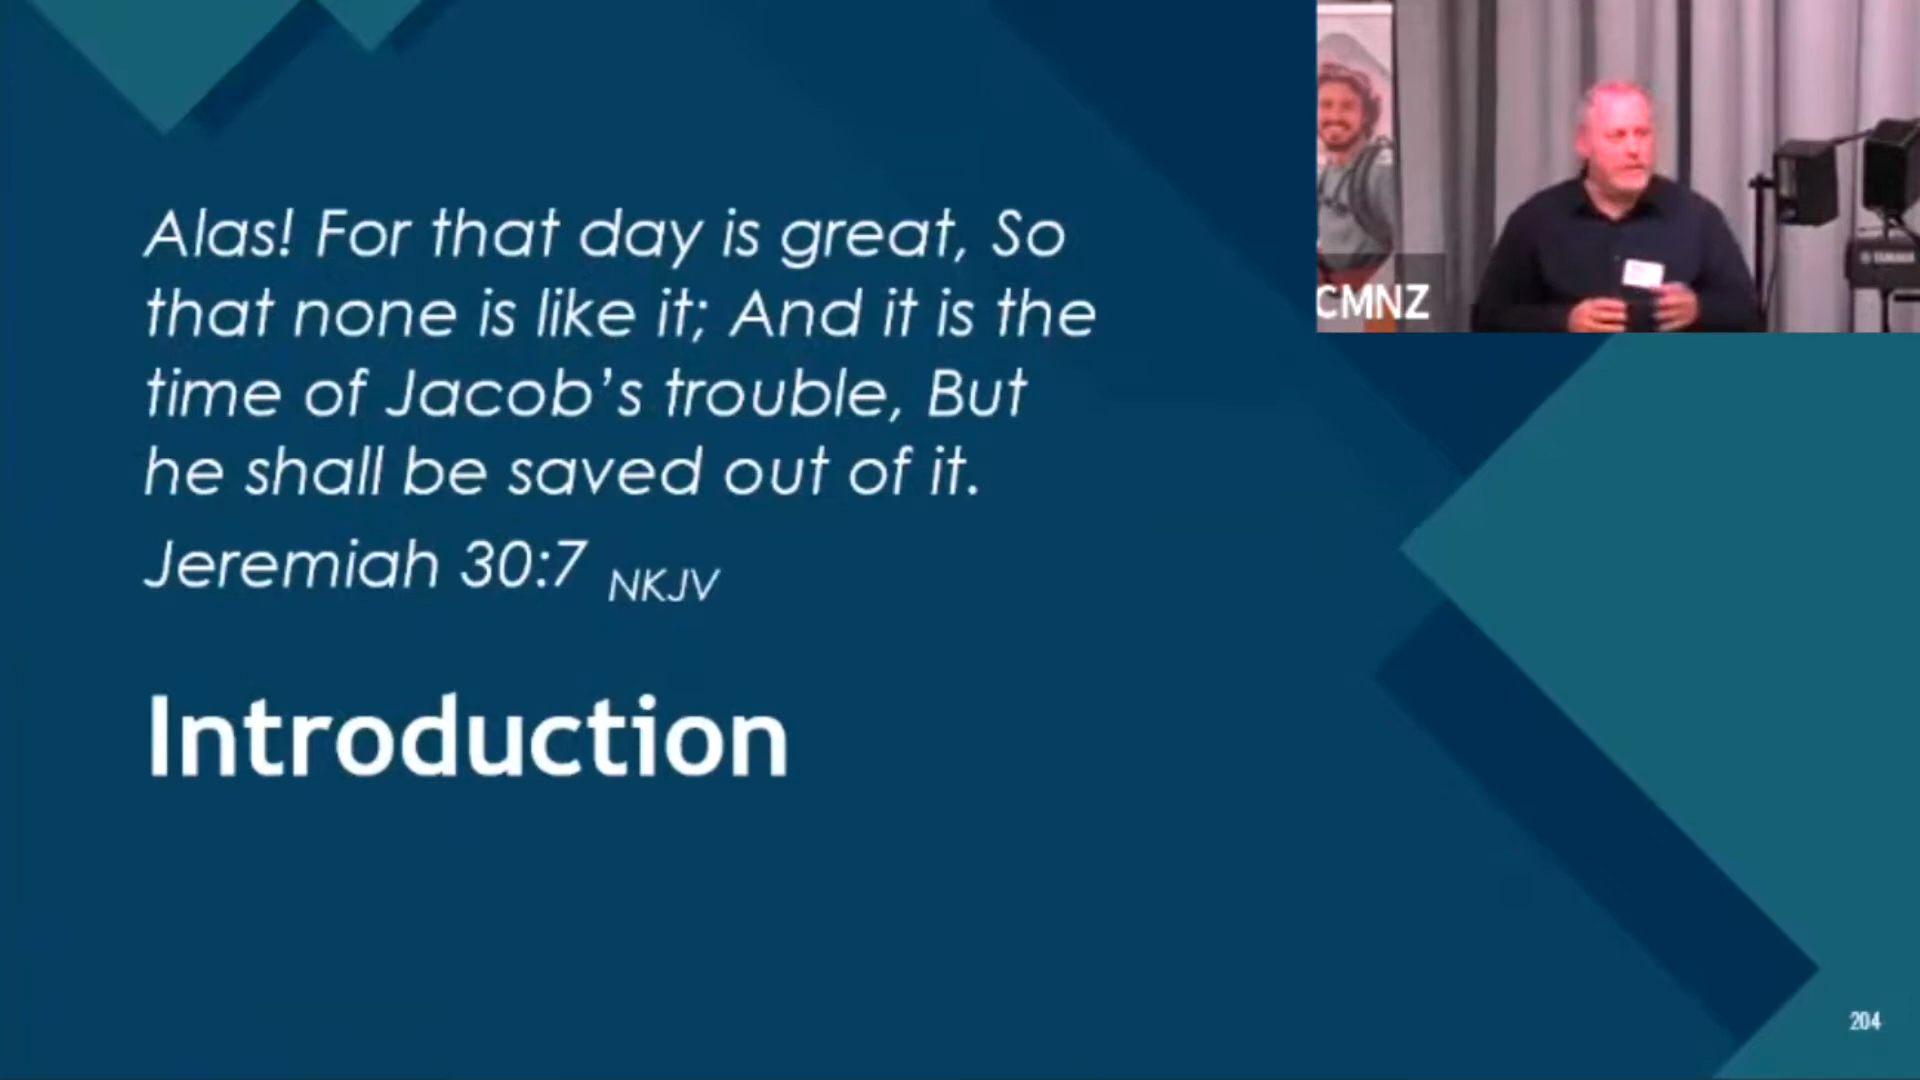 Alas! For that day is great, So
that none is like it; And it is the
time of Jacob’s trouble, But
he shall be saved out of it.
Jeremiah 30:7 NKJV
Introduction
CMNZ
YAMAHA
204